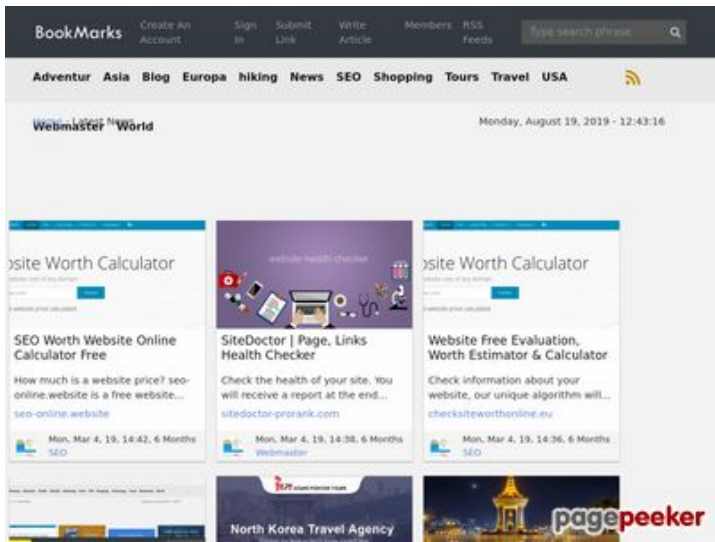 BookMarks
Create An Account
Sign In
Submit Link
Write Article
Members
RSS Feeds
Type search phrase
Adventur Asia Blog Europa hiking News SEO Shopping Tours Travel USA
Webmaster World
Home - Latest News
Monday, August 19, 2019 - 12:43:16
site Worth Calculator
website health checker
site Worth Calculator
SEO Worth Website Online
Calculator Free
How much is a website price? seo-
online.website is a free website...
seo-online.website
Mon, Mar 4, 19, 14:42, 6 Months
SEO
SiteDoctor | Page, Links
Health Checker
Check the health of your site. You
will receive a report at the end...
sitedoctor-prorank.com
Mon, Mar 4, 19, 14:38, 6 Months
Webmaster
Website Free Evaluation,
Worth Estimator & Calculator
Check information about your
website, our unique algorithm will...
checksiteworthonline.eu
Mon, Mar 4, 19, 14:36, 6 Months
SEO
North Korea Travel Agency
pagepeeker